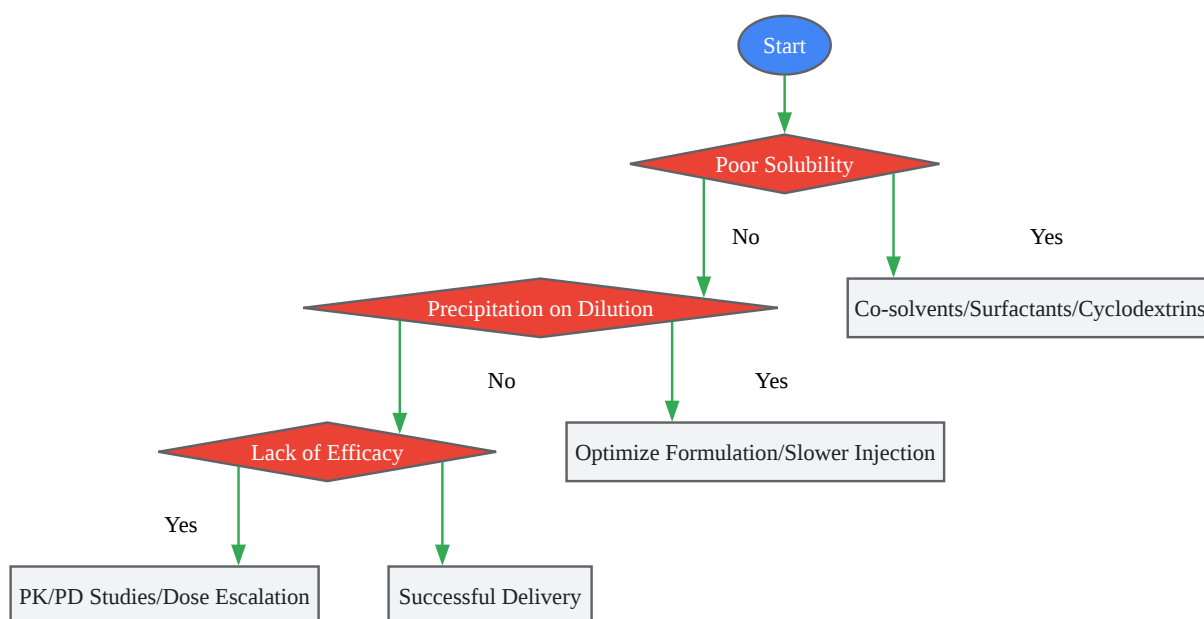 Start
Poor Solubility
No
Yes
Co-solvents/Surfactants/Cyclodextrins
Precipitation on Dilution
No
Yes
Optimize Formulation/Slower Injection
Lack of Efficacy
Yes
PK/PD Studies/Dose Escalation
Successful Delivery